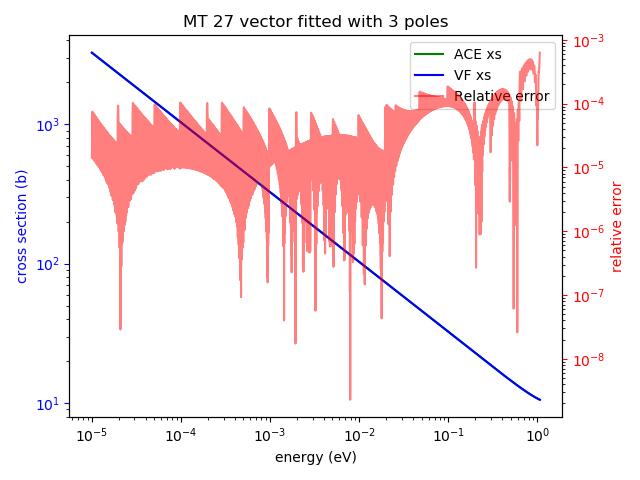 MT 27 vector fitted with 3 poles
ACE xs
VF xs
Relative error
cross section (b)
10³
10²
10¹
relative error
10⁻³
10⁻⁴
10⁻⁵
10⁻⁶
10⁻⁷
10⁻⁸
10⁻⁵ 10⁻⁴ 10⁻³ 10⁻² 10⁻¹ 10⁰
energy (eV)